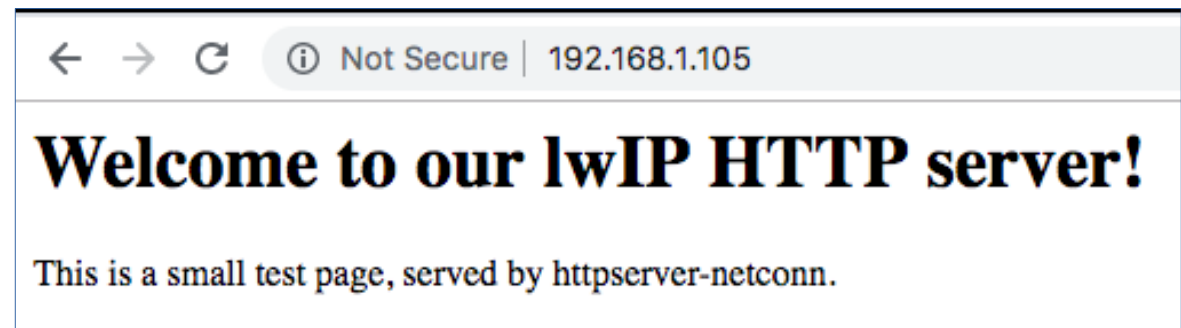 Not Secure 192.168.1.105
Welcome to our lwIP HTTP server!
This is a small test page, served by httpserver-netconn.